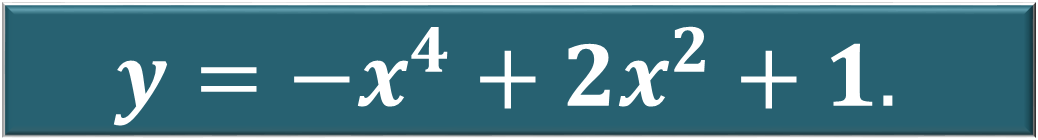 y = −x⁴ + 2x² + 1.